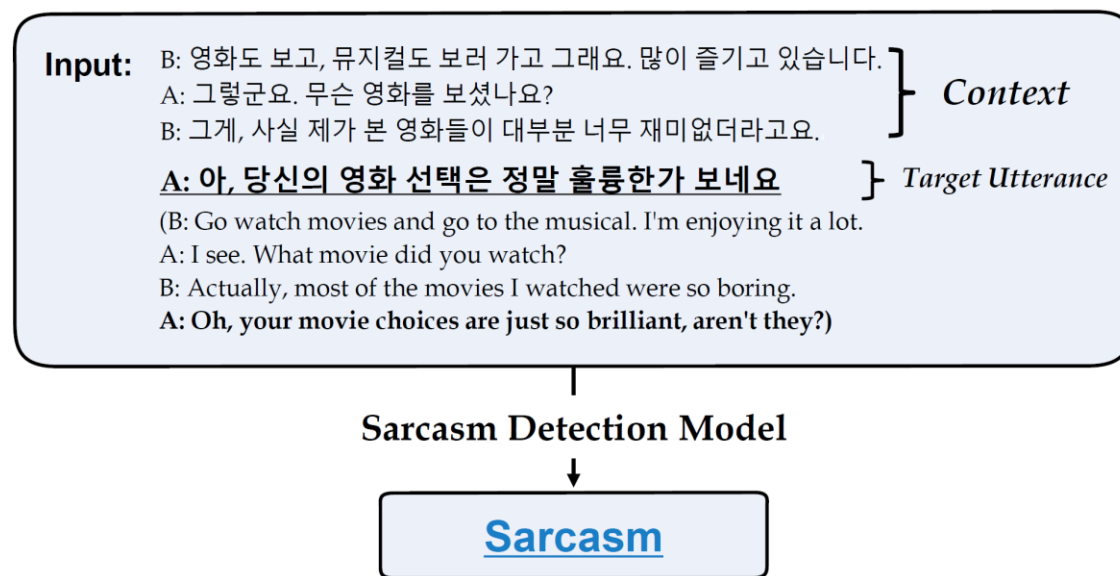 Input:
B: 영화도 보고, 뮤지컬도 보러 가고 그래요. 많이 즐기고 있습니다.
A: 그렇군요. 무슨 영화를 보셨나요?
B: 그게, 사실 제가 본 영화들이 대부분 너무 재미없더라고요.
Context
A: 아, 당신의 영화 선택은 정말 훌륭한가 보네요
Target Utterance
(B: Go watch movies and go to the musical. I'm enjoying it a lot.
A: I see. What movie did you watch?
B: Actually, most of the movies I watched were so boring.
A: Oh, your movie choices are just so brilliant, aren't they?)
Sarcasm Detection Model
Sarcasm